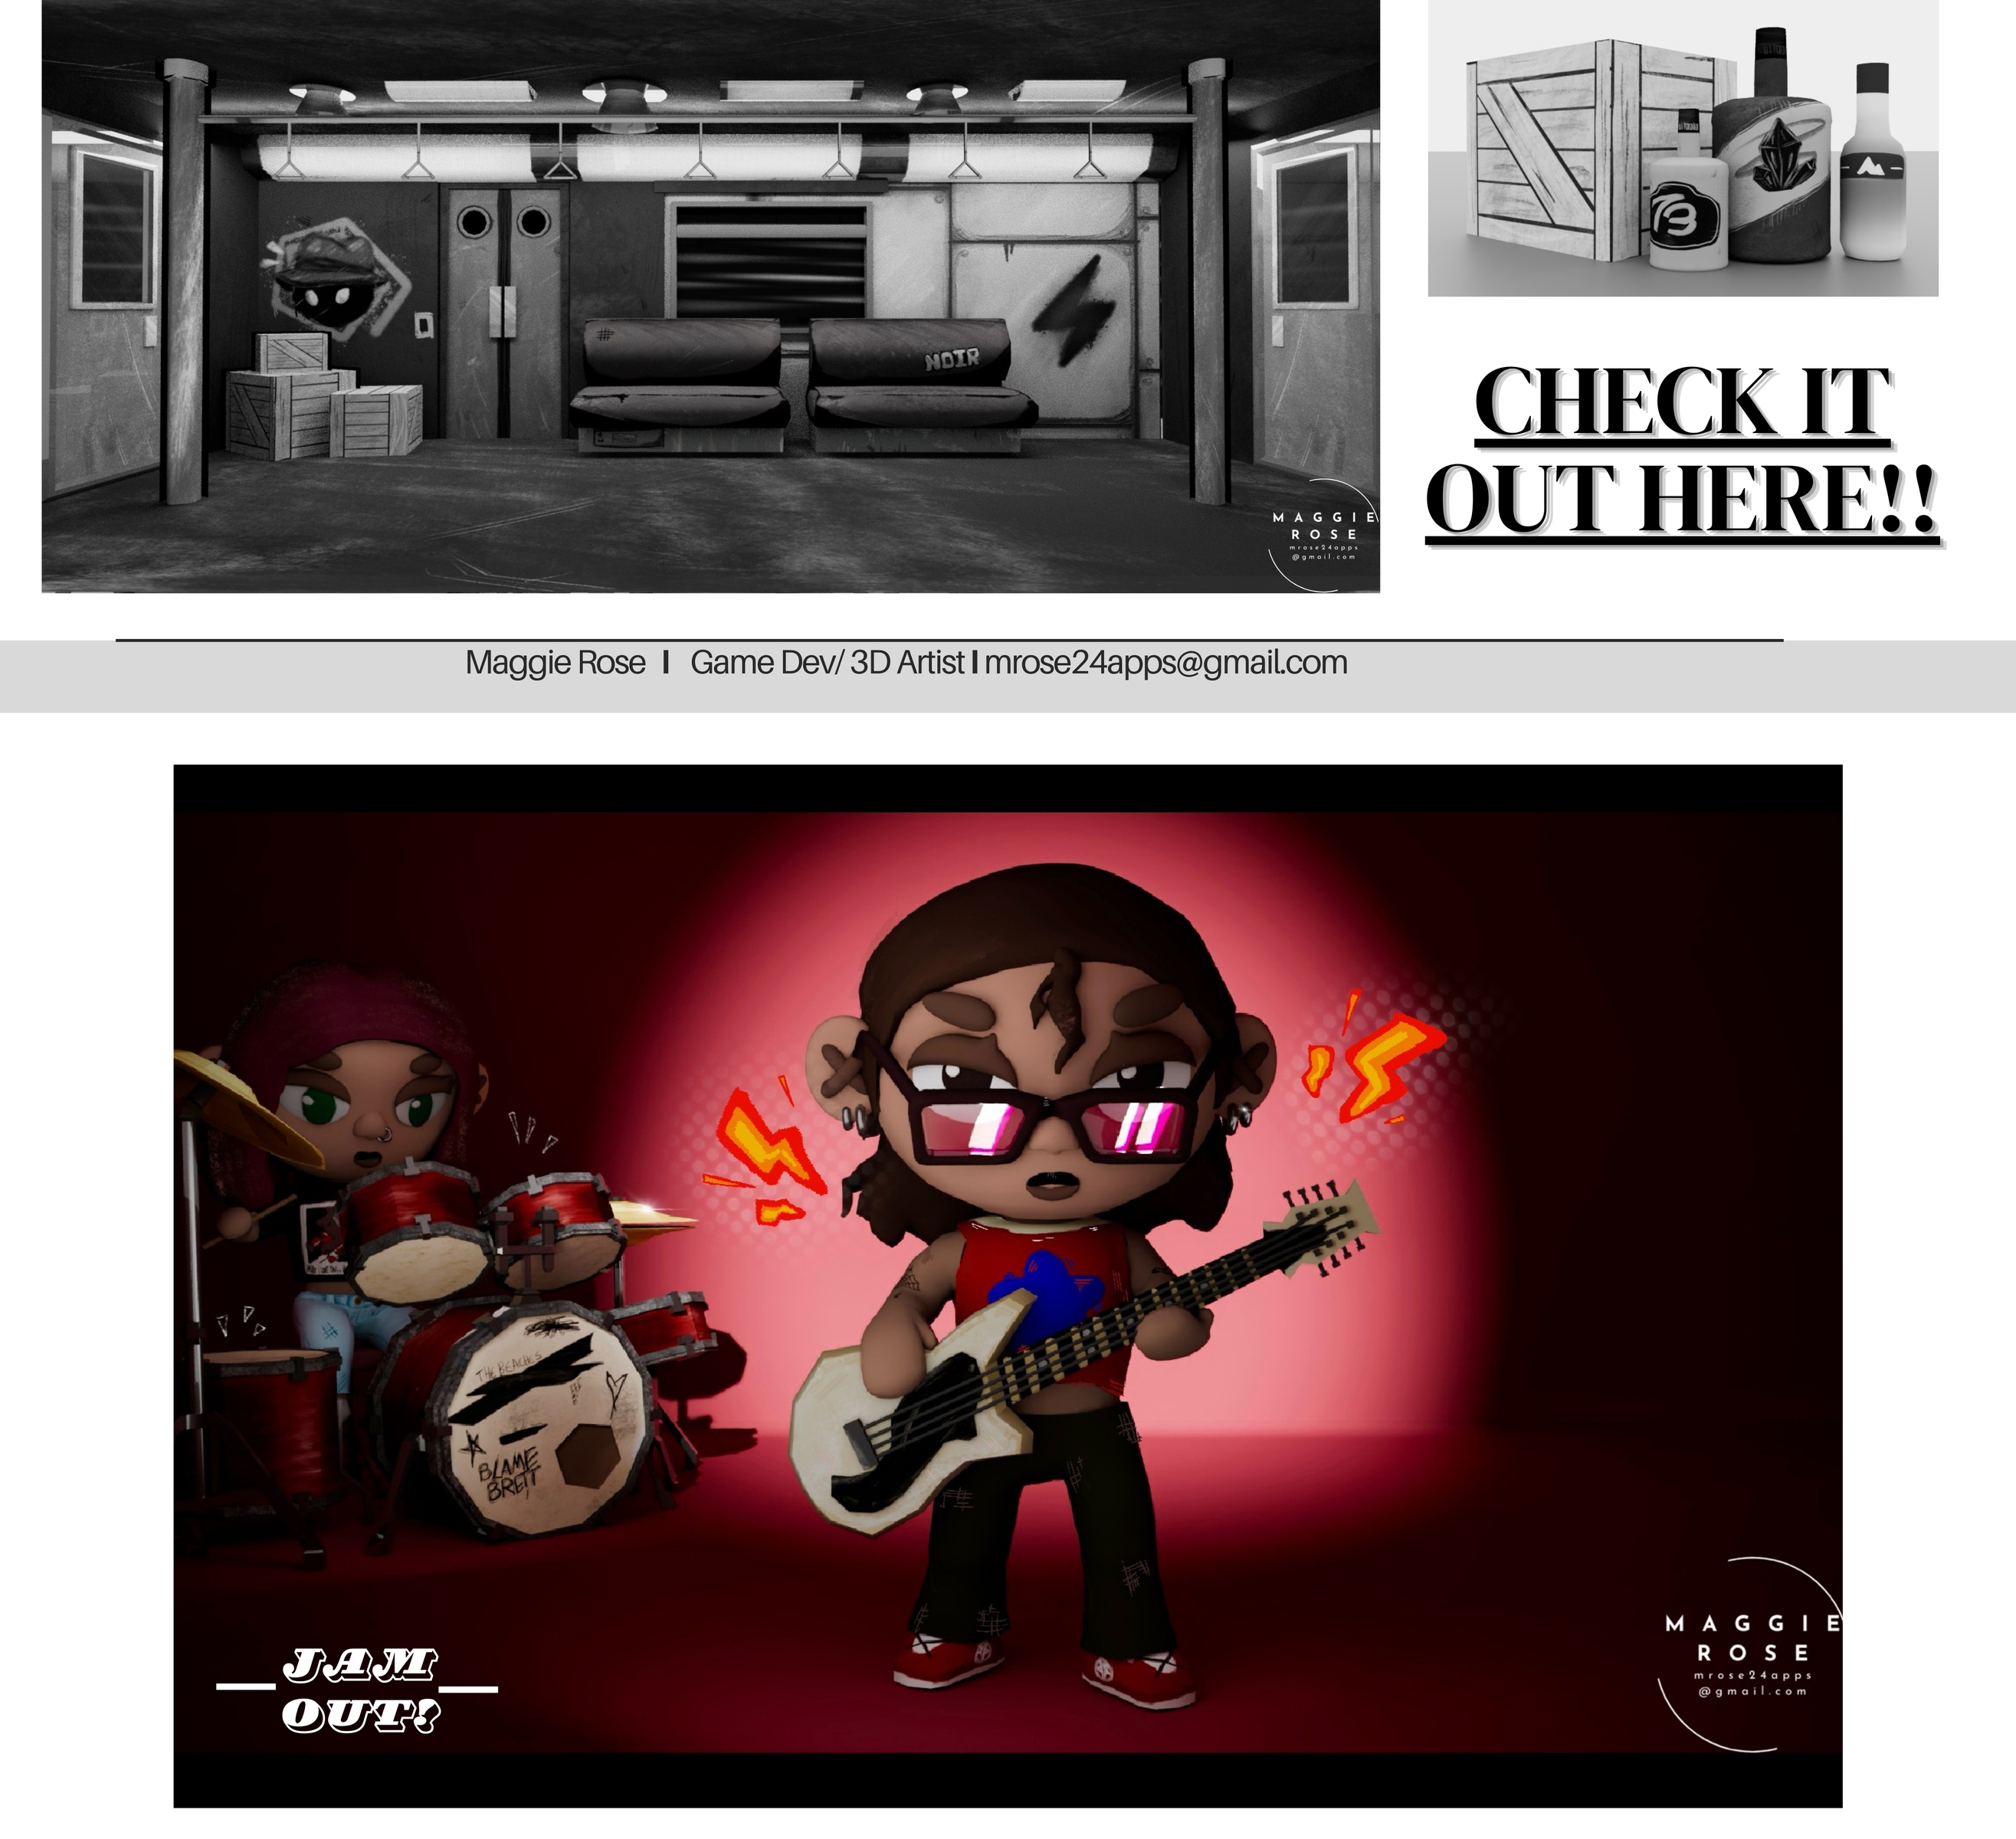 NOIR
MAGGIE
ROSE
mrose24apps
@gmail.com
73
CHECK IT
OUT HERE!!
Maggie Rose I Game Dev/ 3D Artist I mrose24apps@gmail.com
THE BEACHES
BLAME
BRETT
JAM
OUT!
MAGGIE
ROSE
mrose24apps
@gmail.com